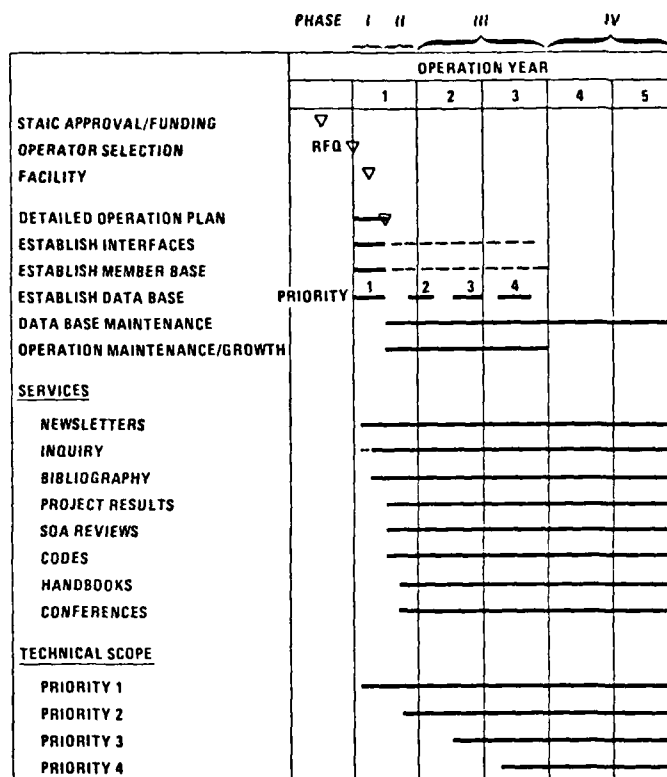 PHASE I II III IV
OPERATION YEAR
1 2 3 4 5
STAIC APPROVAL/FUNDING
OPERATOR SELECTION RFQ
FACILITY
DETAILED OPERATION PLAN
ESTABLISH INTERFACES
ESTABLISH MEMBER BASE
ESTABLISH DATA BASE PRIORITY 1 2 3 4
DATA BASE MAINTENANCE
OPERATION MAINTENANCE/GROWTH
SERVICES
NEWSLETTERS
INQUIRY
BIBLIOGRAPHY
PROJECT RESULTS
SOA REVIEWS
CODES
HANDBOOKS
CONFERENCES
TECHNICAL SCOPE
PRIORITY 1
PRIORITY 2
PRIORITY 3
PRIORITY 4